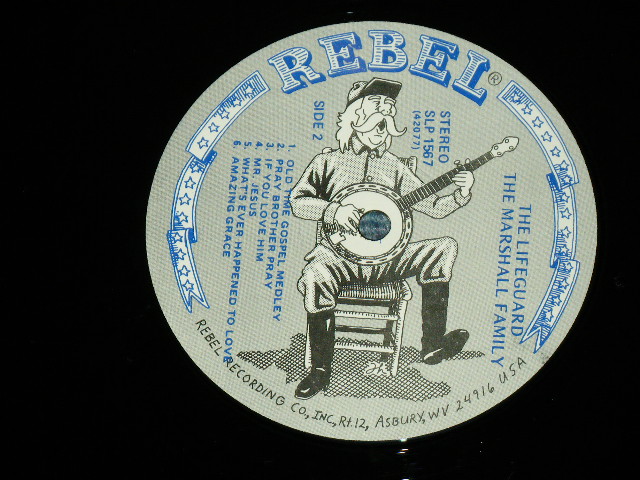 REBEL®
STEREO
SLP 1567
(42077)
SIDE 2
THE LIFEGUARD
THE MARSHALL FAMILY
1. OLD TIME GOSPEL MEDLEY
2. PRAY BROTHER PRAY
3. IF YOU LOVE HIM
4. MR. JESUS
5. WHAT'S EVER HAPPENED TO LOVE
6. AMAZING GRACE
REBEL RECORDING CO., INC, Rt. 12, ASBURY, WV 24916 USA